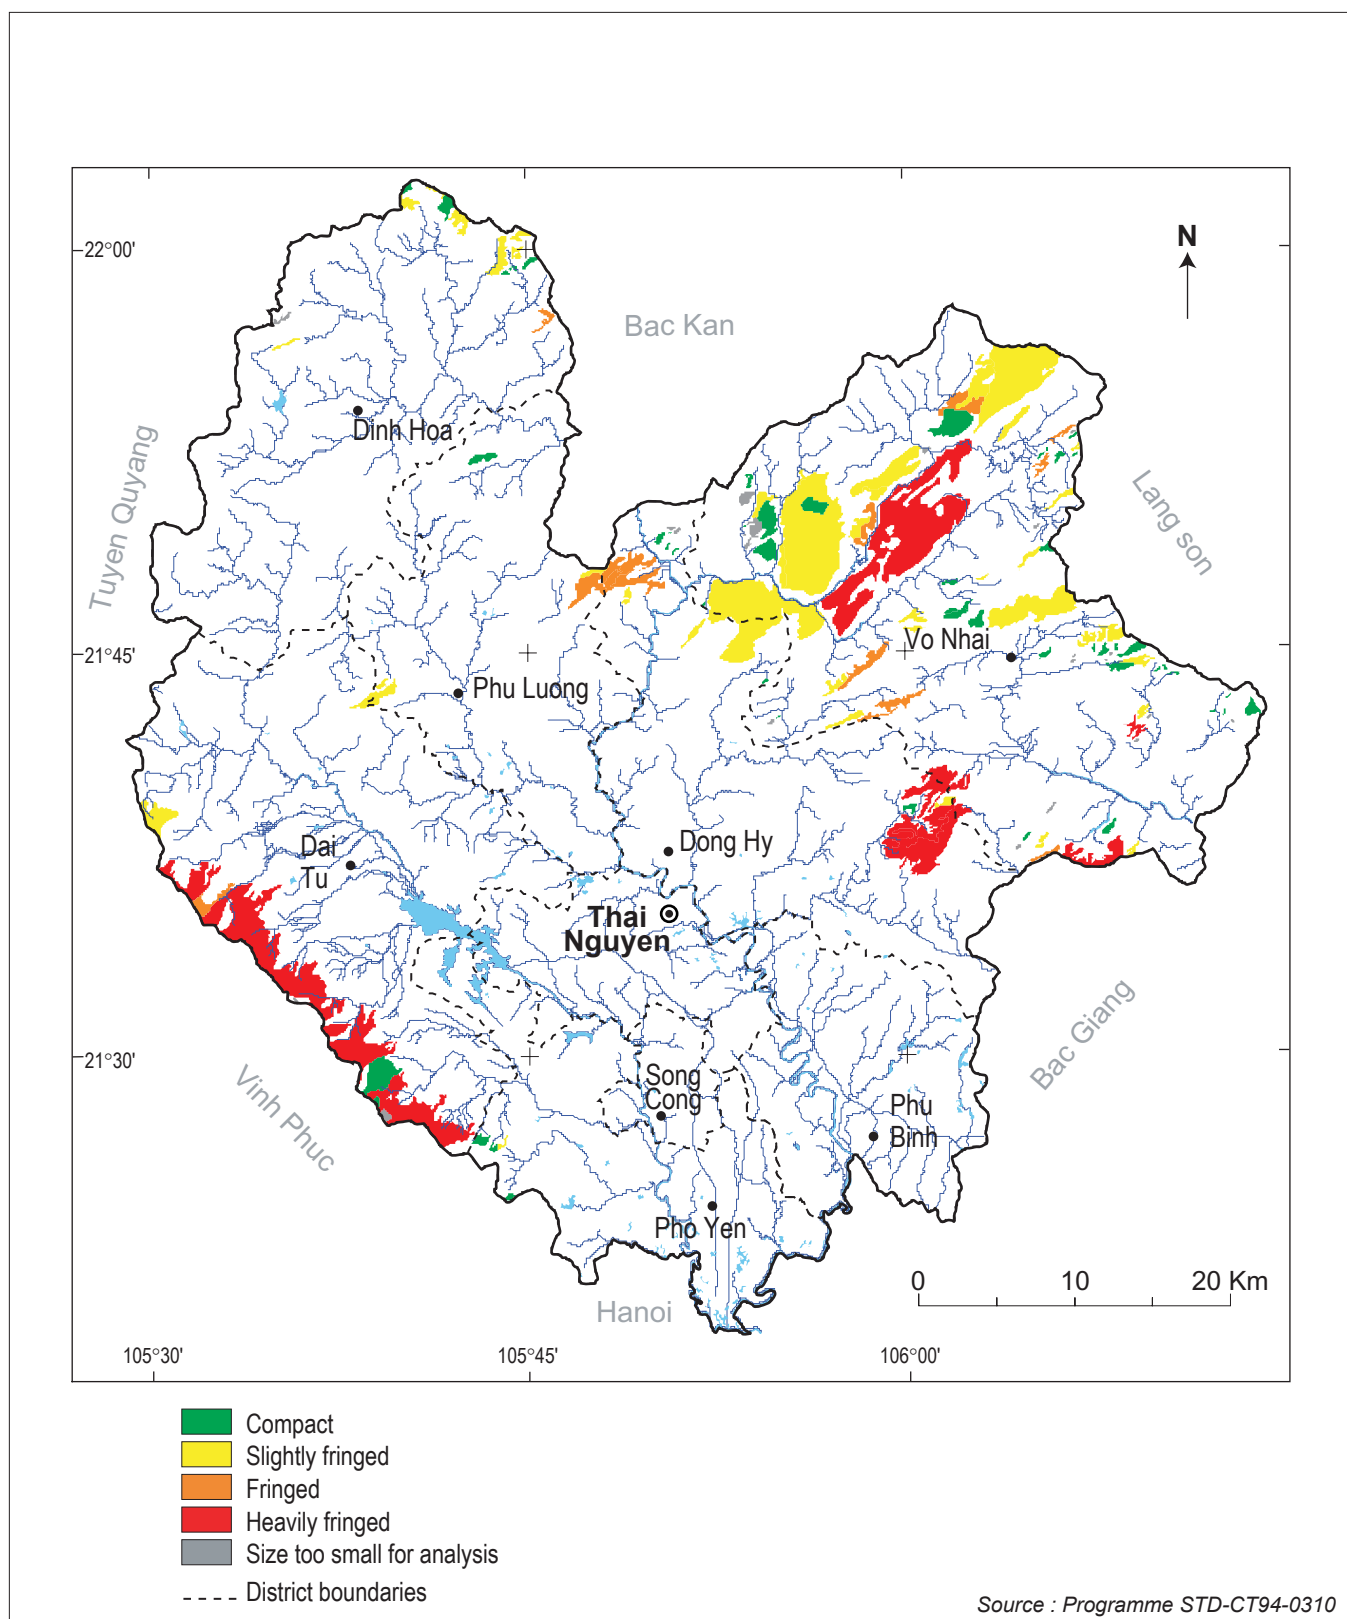 N
22°00'
Bac Kan
Dinh Hoa
Tuyen Quyang
Lang son
21°45'
Vo Nhai
Phu Luong
Dong Hy
Dai
Tu
Thai
Nguyen
21°30'
Vinh Phuc
Song
Cong
Bac Giang
Phu
Binh
Pho Yen
Hanoi
0 10 20 Km
105°30' 105°45' 106°00'
Compact
Slightly fringed
Fringed
Heavily fringed
Size too small for analysis
District boundaries
Source : Programme STD-CT94-0310